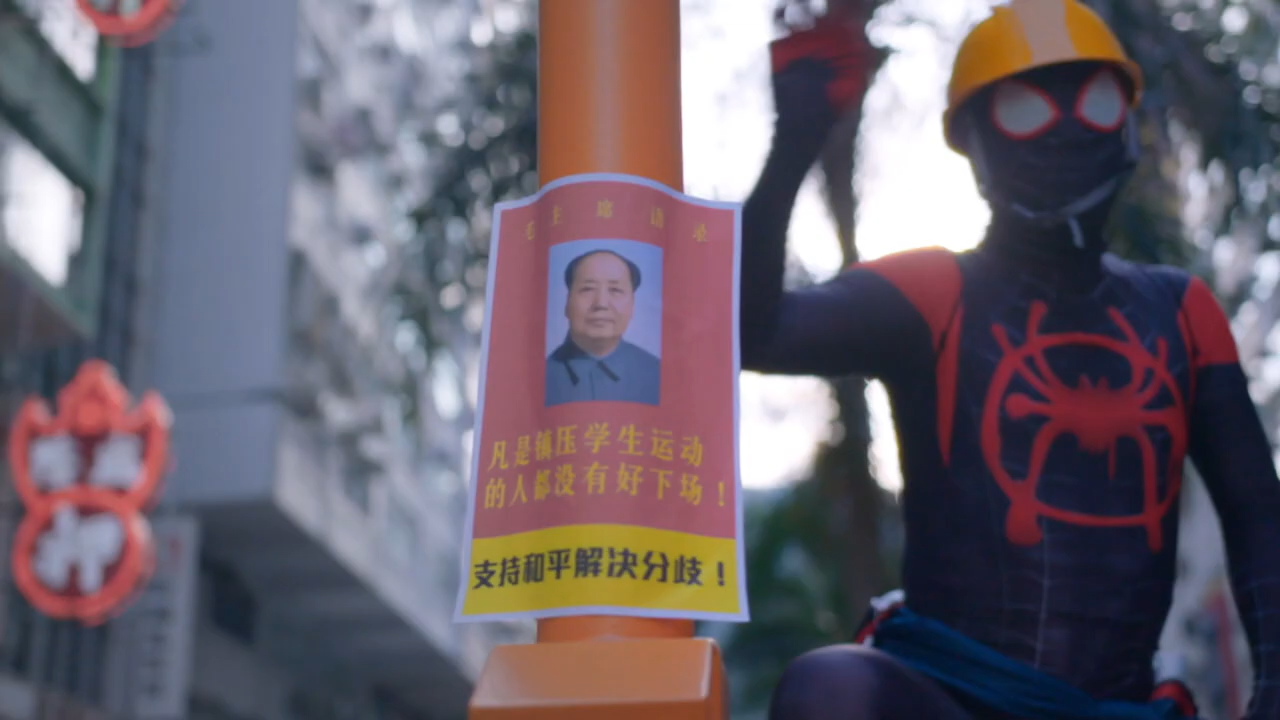 毛主席语录
凡是镇压学生运动
的人都没有好下场！
支持和平解决分歧！
押